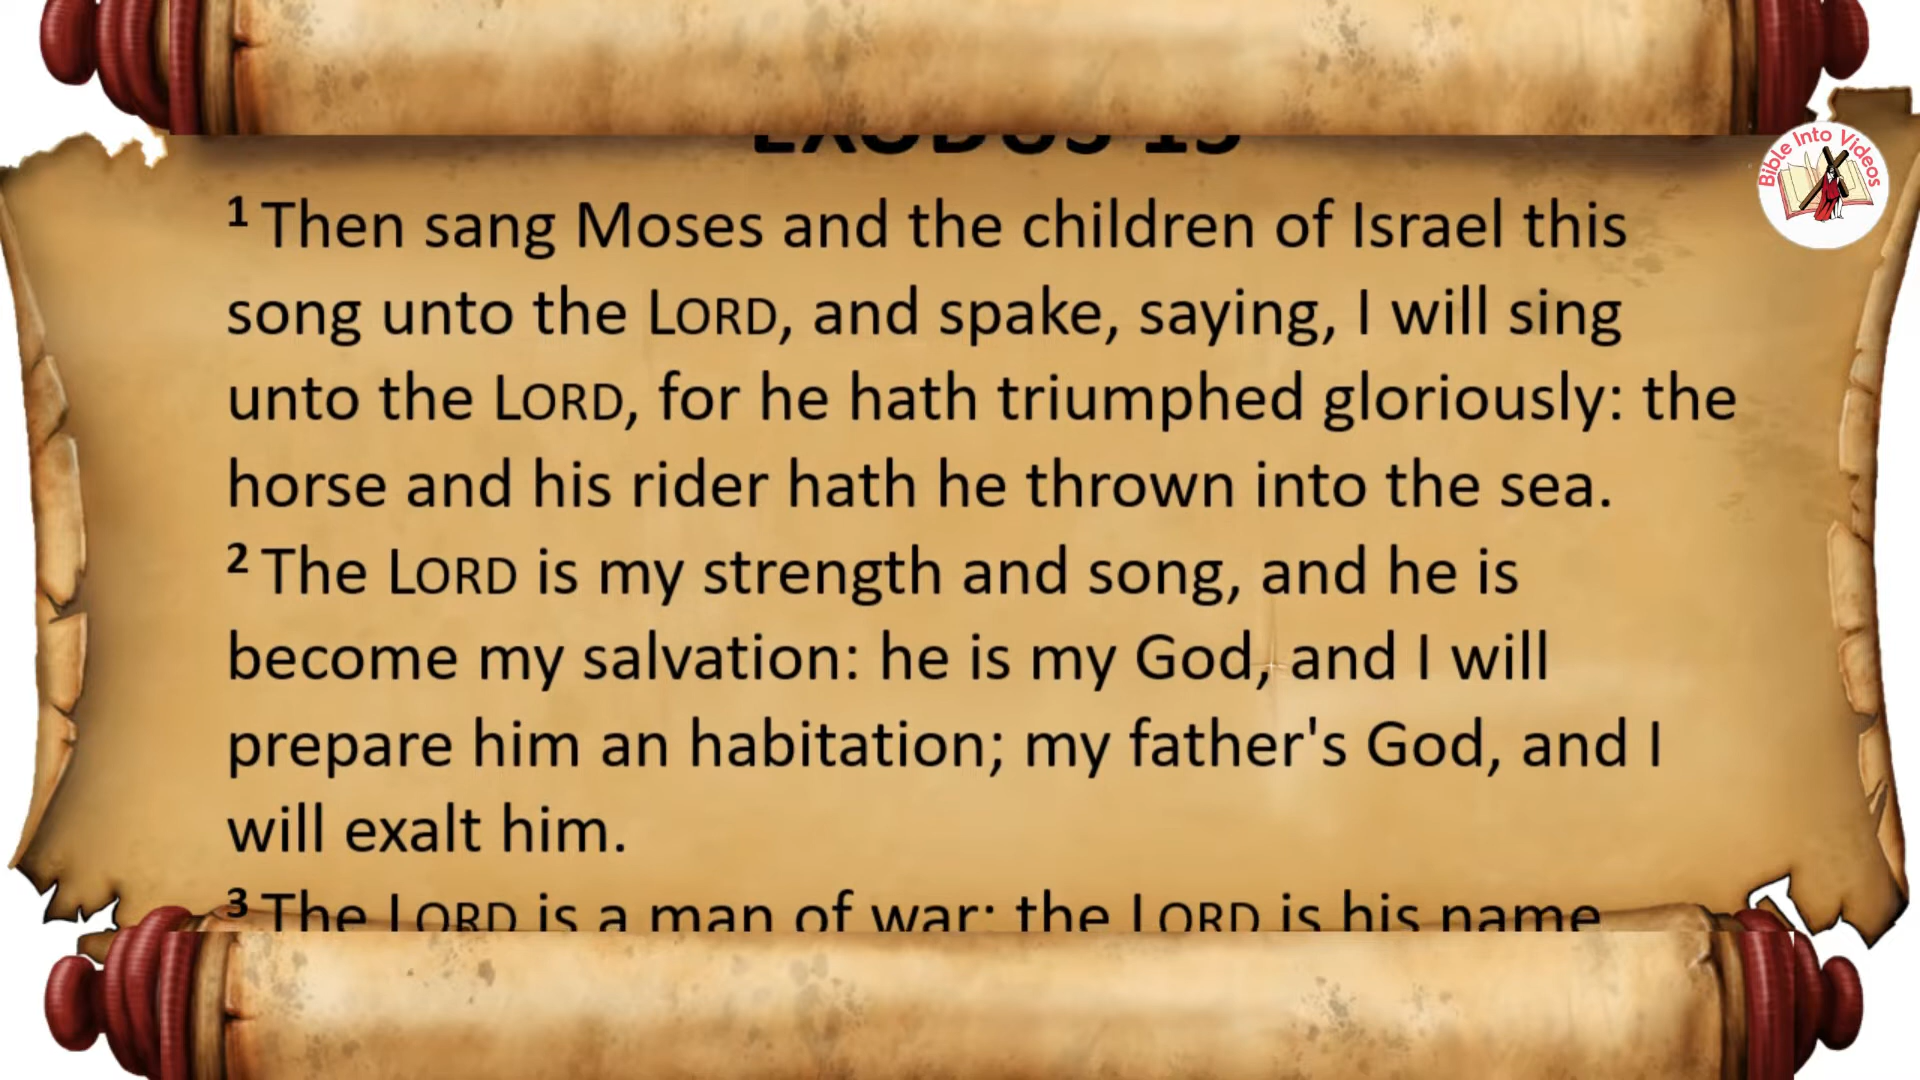 EXODUS 15
Bible Into Videos
1 Then sang Moses and the children of Israel this
song unto the LORD, and spake, saying, I will sing
unto the LORD, for he hath triumphed gloriously: the
horse and his rider hath he thrown into the sea.
2 The LORD is my strength and song, and he is
become my salvation: he is my God, and I will
prepare him an habitation; my father's God, and I
will exalt him.
3 The LORD is a man of war: the LORD is his name